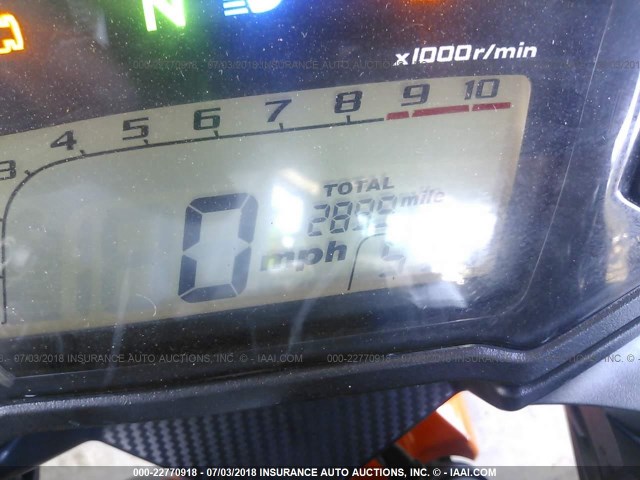 N
x1000r/min
3 4 5 6 7 8 9 10
TOTAL
mile
0 mph
000-22770918 - 07/03/2018 INSURANCE AUTO AUCTIONS, INC. © - IAAI.COM